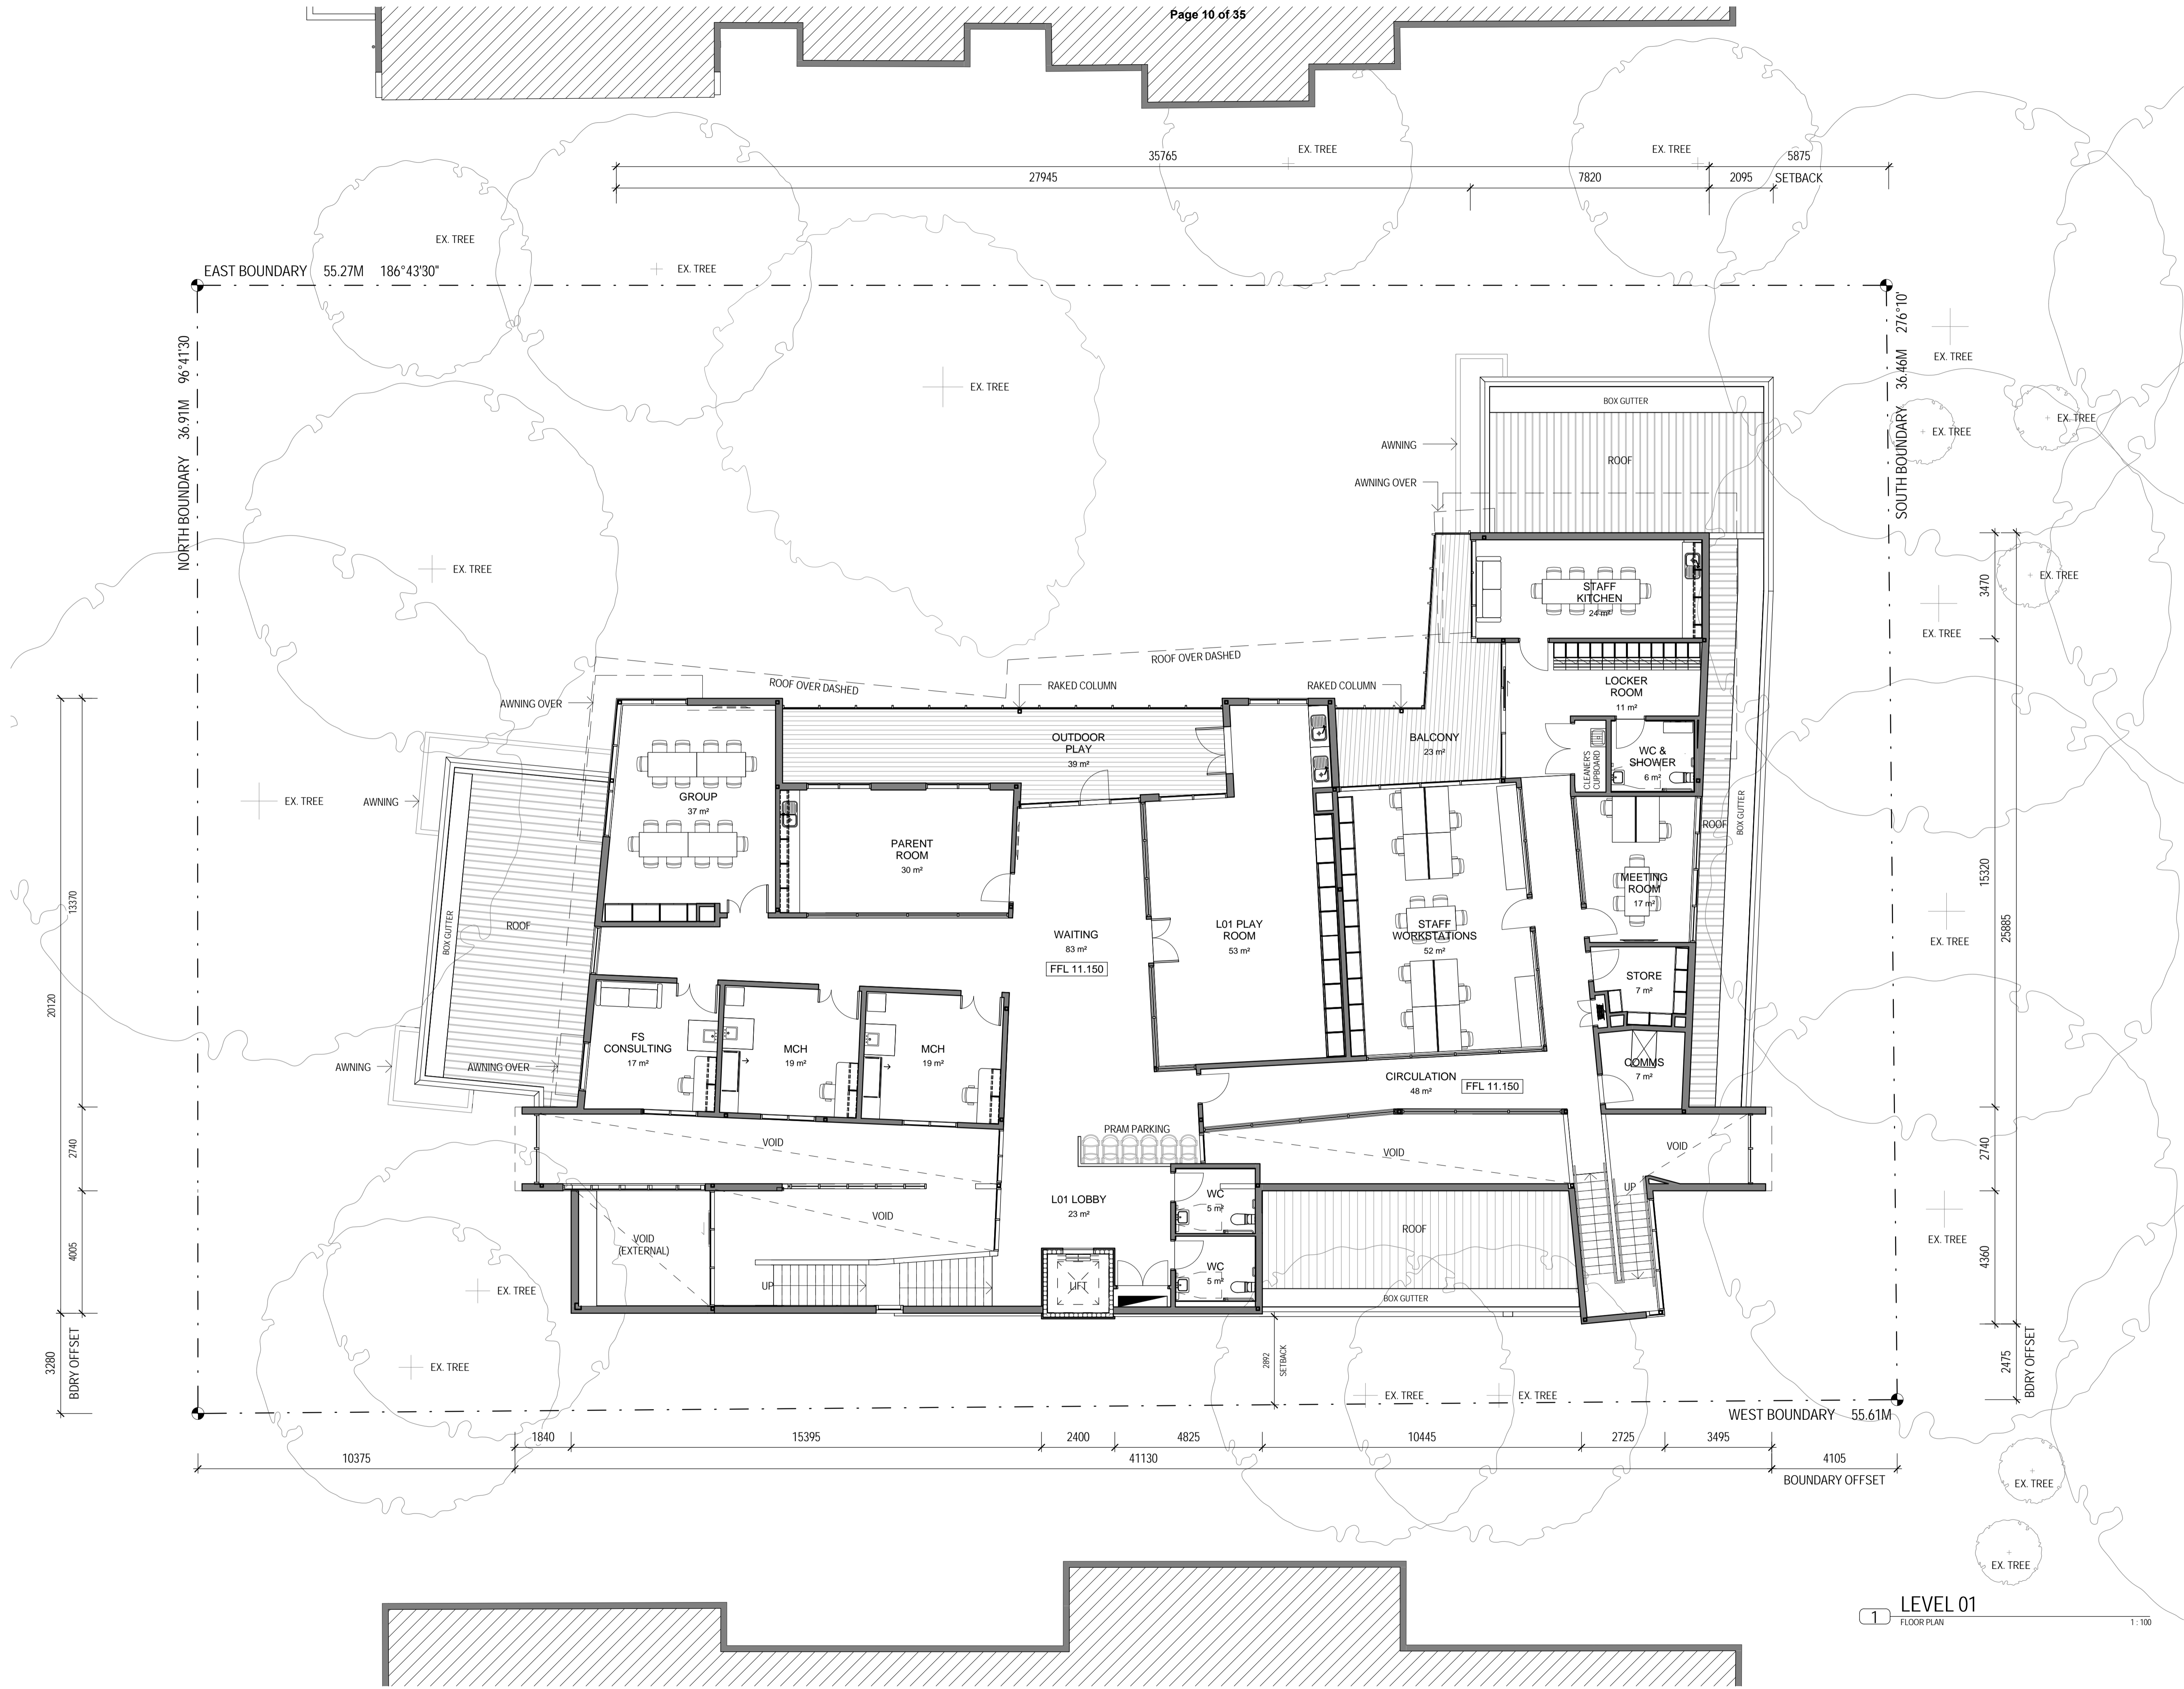 Page 10 of 35
EX. TREE
EX. TREE
35765
5875
27945
7820
2095
SETBACK
EX. TREE
EX. TREE
EAST BOUNDARY 55.27M 186°43'30"
NORTH BOUNDARY 36.91M 96°41'30
SOUTH BOUNDARY 36.46M 276°10'
EX. TREE
EX. TREE
BOX GUTTER
EX. TREE
EX. TREE
AWNING
ROOF
AWNING OVER
EX. TREE
EX. TREE
STAFF
KITCHEN
24 m²
3470
EX. TREE
ROOF OVER DASHED
ROOF OVER DASHED
RAKED COLUMN
RAKED COLUMN
LOCKER
ROOM
11 m²
AWNING OVER
OUTDOOR
PLAY
39 m²
BALCONY
23 m²
CLEANER'S
CUPBOARD
WC &
SHOWER
6 m²
EX. TREE
AWNING
GROUP
37 m²
ROOF
BOX GUTTER
PARENT
ROOM
30 m²
MEETING
ROOM
17 m²
15320
13370
BOX GUTTER
ROOF
WAITING
83 m²
FFL 11.150
L01 PLAY
ROOM
53 m²
STAFF
WORKSTATIONS
52 m²
25885
EX. TREE
20120
STORE
7 m²
FS
CONSULTING
17 m²
MCH
19 m²
MCH
19 m²
AWNING
AWNING OVER
COMMS
7 m²
CIRCULATION
48 m²
FFL 11.150
PRAM PARKING
VOID
VOID
VOID
2740
2740
UP
WC
5 m²
L01 LOBBY
23 m²
VOID
ROOF
VOID
(EXTERNAL)
4005
4360
EX. TREE
WC
5 m²
UP
LIFT
EX. TREE
BOX GUTTER
3280
BDRY OFFSET
2892
SETBACK
2475
BDRY OFFSET
EX. TREE
EX. TREE
EX. TREE
WEST BOUNDARY 55.61M
1840
15395
2400
4825
10445
2725
3495
10375
41130
4105
BOUNDARY OFFSET
EX. TREE
EX. TREE
1
LEVEL 01
FLOOR PLAN
1 : 100